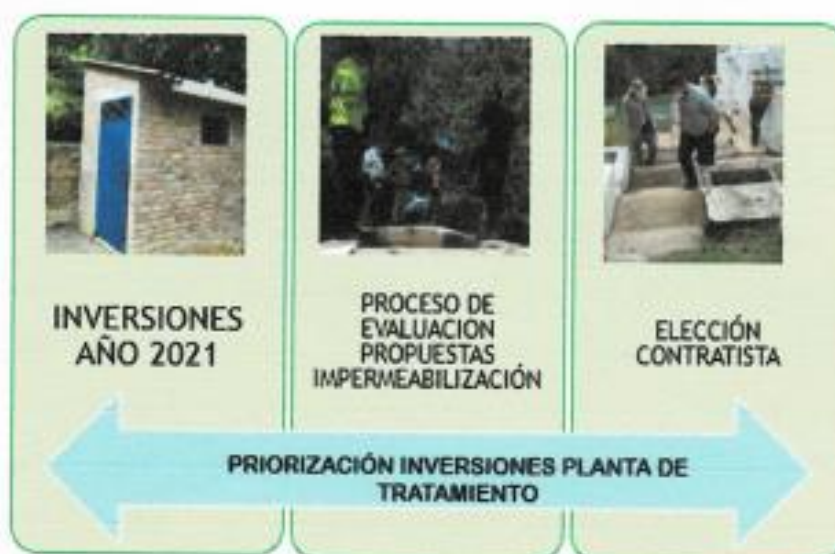 INVERSIONES
AÑO 2021
PROCESO DE
EVALUACION
PROPUESTAS
IMPERMEABILIZACIÓN
ELECCIÓN
CONTRATISTA
PRIORIZACIÓN INVERSIONES PLANTA DE
TRATAMIENTO